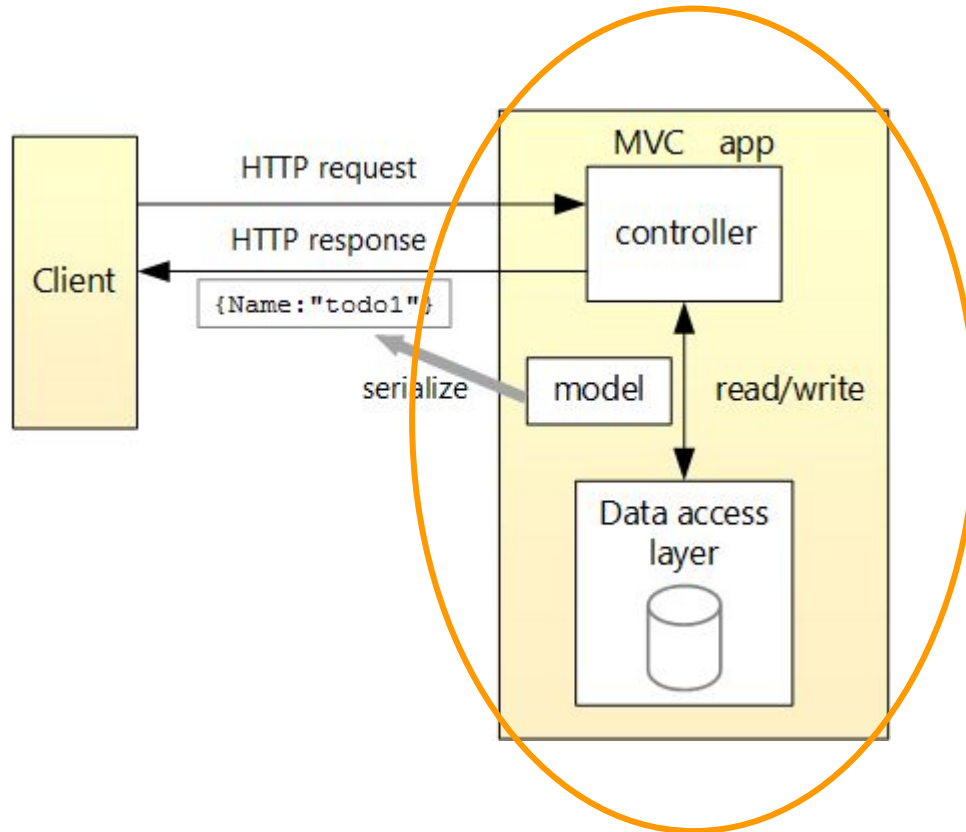 MVC app
HTTP request
controller
HTTP response
Client
{Name:"todo1"}
serialize
model
read/write
Data access
layer